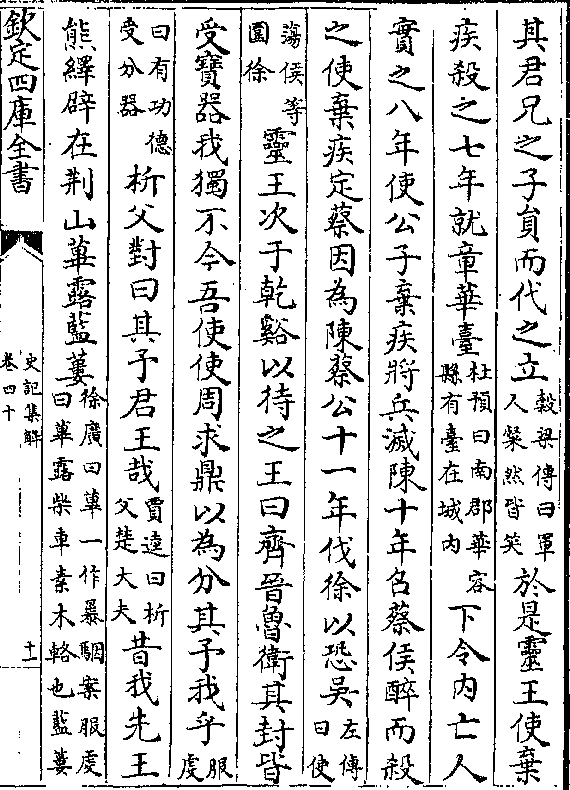 其君兄之子員而代之立穀梁傳曰軍人粲然皆笑於是靈王使棄
疾殺之七年就章華臺杜預曰南郡華容縣有臺在城内下令内亡人
實之八年使公子棄疾將兵滅陳十年名蔡侯醉而殺
之使棄疾定蔡因為陳蔡公十一年伐徐以恐吳左傳曰使
蕩侯等圍徐靈王次于乾谿以待之王曰齊晉魯衛其封皆
受寶器我獨不今吾使使周求鼎以為分其予我乎服虔
曰有功德受分器析父對曰其予君王哉賈逵曰析父楚大夫昔我先王
熊繹辟在荆山蓽露藍蔞徐廣曰蓽一作暴駰案服虔曰蓽露柴車素木輅也藍蔞
欽定四庫全書
史記集解
卷四十
十一